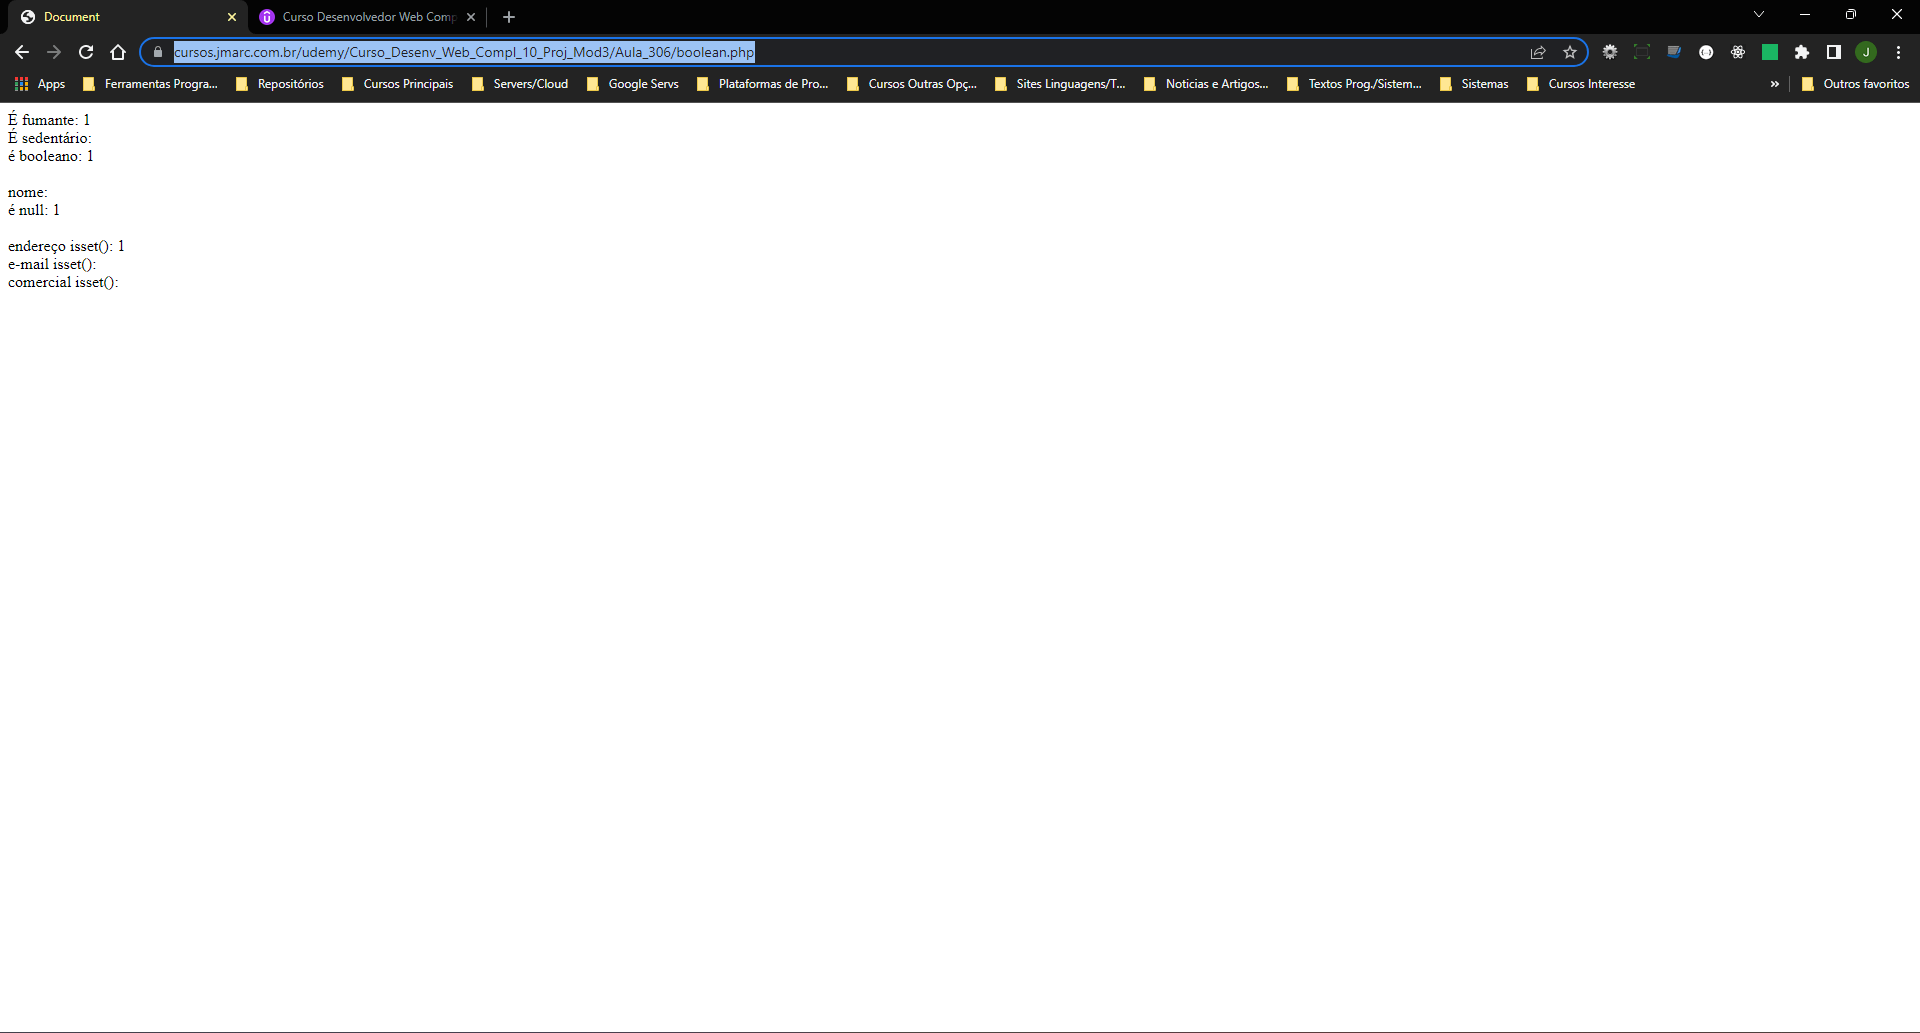 Document
Curso Desenvolvedor Web Comp
cursos.jmarc.com.br/udemy/Curso_Desenv_Web_Compl_10_Proj_Mod3/Aula_306/boolean.php
J
Apps
Ferramentas Progra...
Repositórios
Cursos Principais
Servers/Cloud
Google Servs
Plataformas de Pro...
Cursos Outras Opç...
Sites Linguagens/T...
Noticias e Artigos...
Textos Prog./Sistem...
Sistemas
Cursos Interesse
»
Outros favoritos
É fumante: 1
É sedentário:
é booleano: 1
nome:
é null: 1
endereço isset(): 1
e-mail isset():
comercial isset():